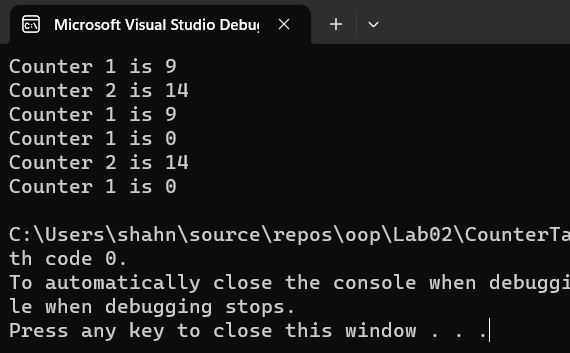 Microsoft Visual Studio Debu
Counter 1 is 9
Counter 2 is 14
Counter 1 is 9
Counter 1 is 0
Counter 2 is 14
Counter 1 is 0
C:\Users\shahn\source\repos\oop\Lab02\CounterTa
th code 0.
To automatically close the console when debuggi
le when debugging stops.
Press any key to close this window . . .